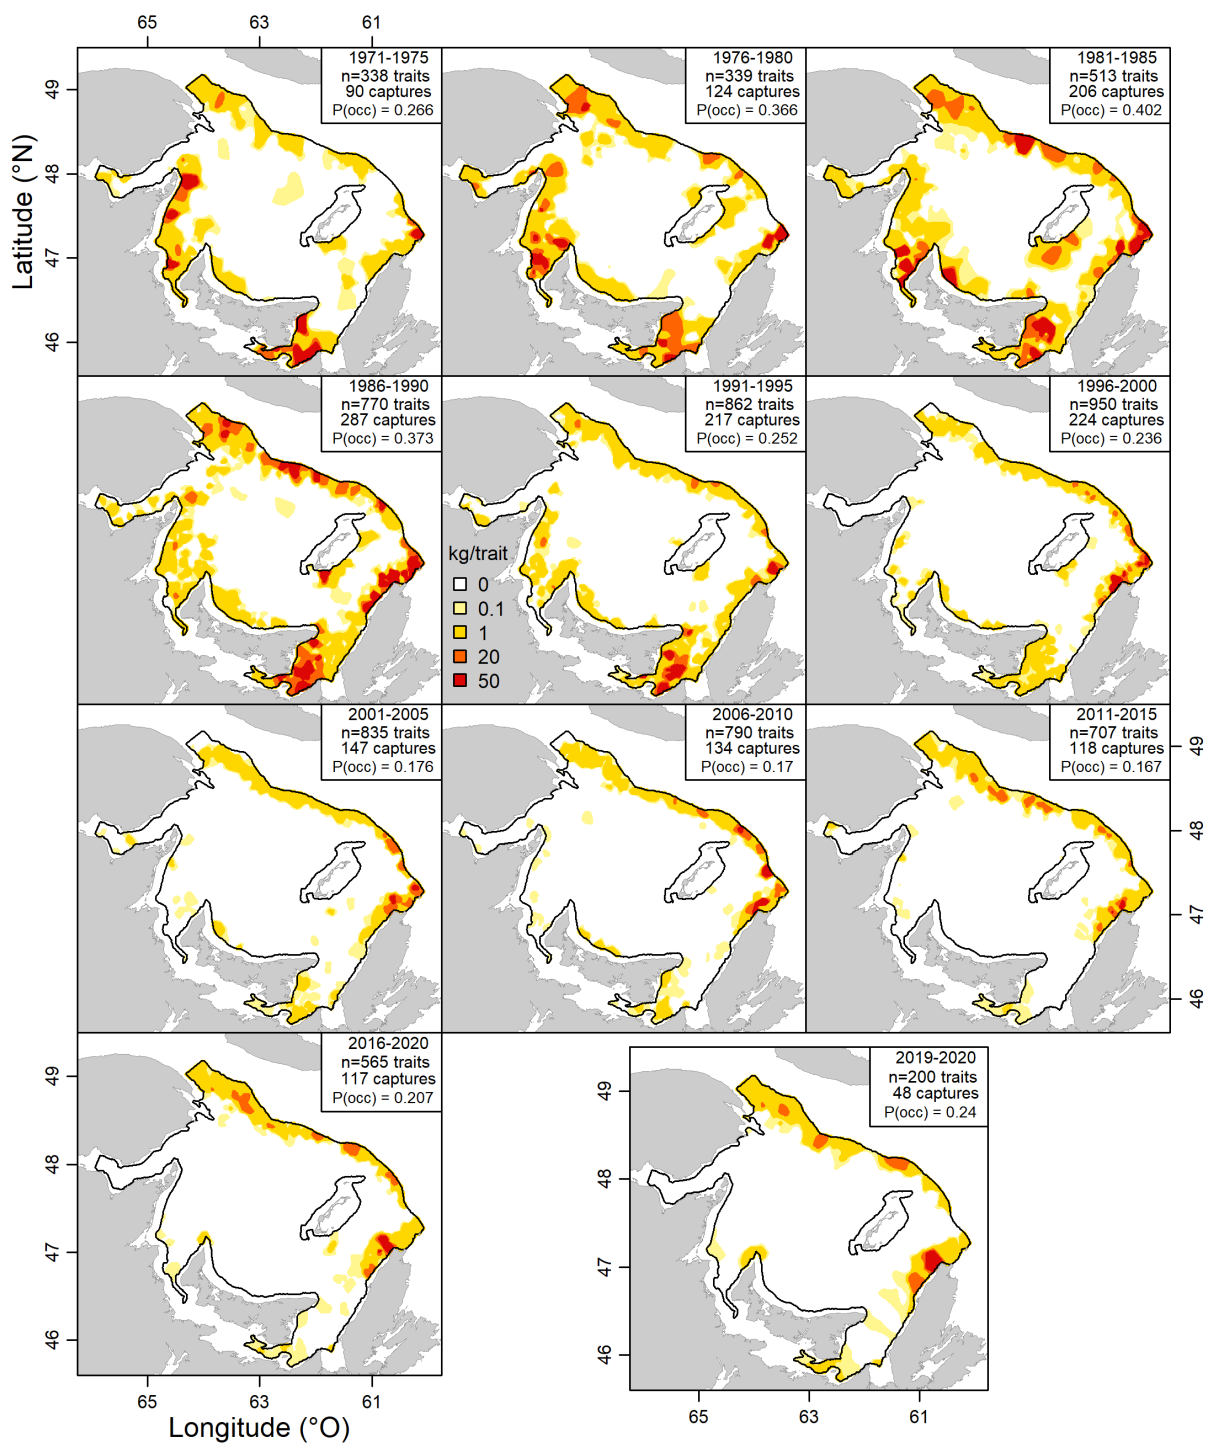 65 63 61
1971-1975
n=338 traits
90 captures
P(occ) = 0.266
1976-1980
n=339 traits
124 captures
P(occ) = 0.366
1981-1985
n=513 traits
206 captures
P(occ) = 0.402
49
48
47
46
Latitude (°N)
1986-1990
n=770 traits
287 captures
P(occ) = 0.373
1991-1995
n=862 traits
217 captures
P(occ) = 0.252
1996-2000
n=950 traits
224 captures
P(occ) = 0.236
kg/trait
0
0.1
1
20
50
2001-2005
n=835 traits
147 captures
P(occ) = 0.176
2006-2010
n=790 traits
134 captures
P(occ) = 0.17
2011-2015
n=707 traits
118 captures
P(occ) = 0.167
49
48
47
46
2016-2020
n=565 traits
117 captures
P(occ) = 0.207
49
48
47
46
65 63 61
Longitude (°O)
2019-2020
n=200 traits
48 captures
P(occ) = 0.24
49
48
47
46
65 63 61